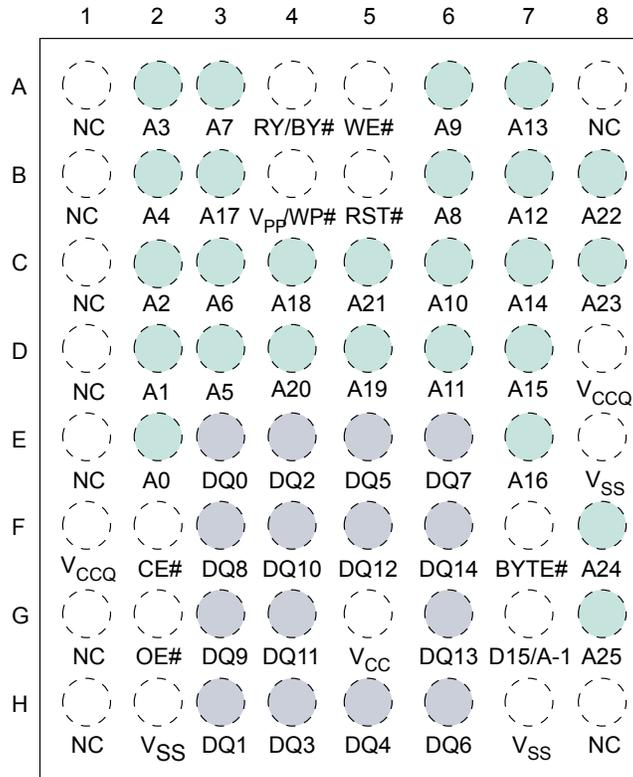 1 2 3 4 5 6 7 8
A
NC A3 A7 RY/BY# WE# A9 A13 NC
B
NC A4 A17 VPP/WP# RST# A8 A12 A22
C
NC A2 A6 A18 A21 A10 A14 A23
D
NC A1 A5 A20 A19 A11 A15 VCCQ
E
NC A0 DQ0 DQ2 DQ5 DQ7 A16 VSS
F
VCCQ CE# DQ8 DQ10 DQ12 DQ14 BYTE# A24
G
NC OE# DQ9 DQ11 VCC DQ13 D15/A-1 A25
H
NC VSS DQ1 DQ3 DQ4 DQ6 VSS NC